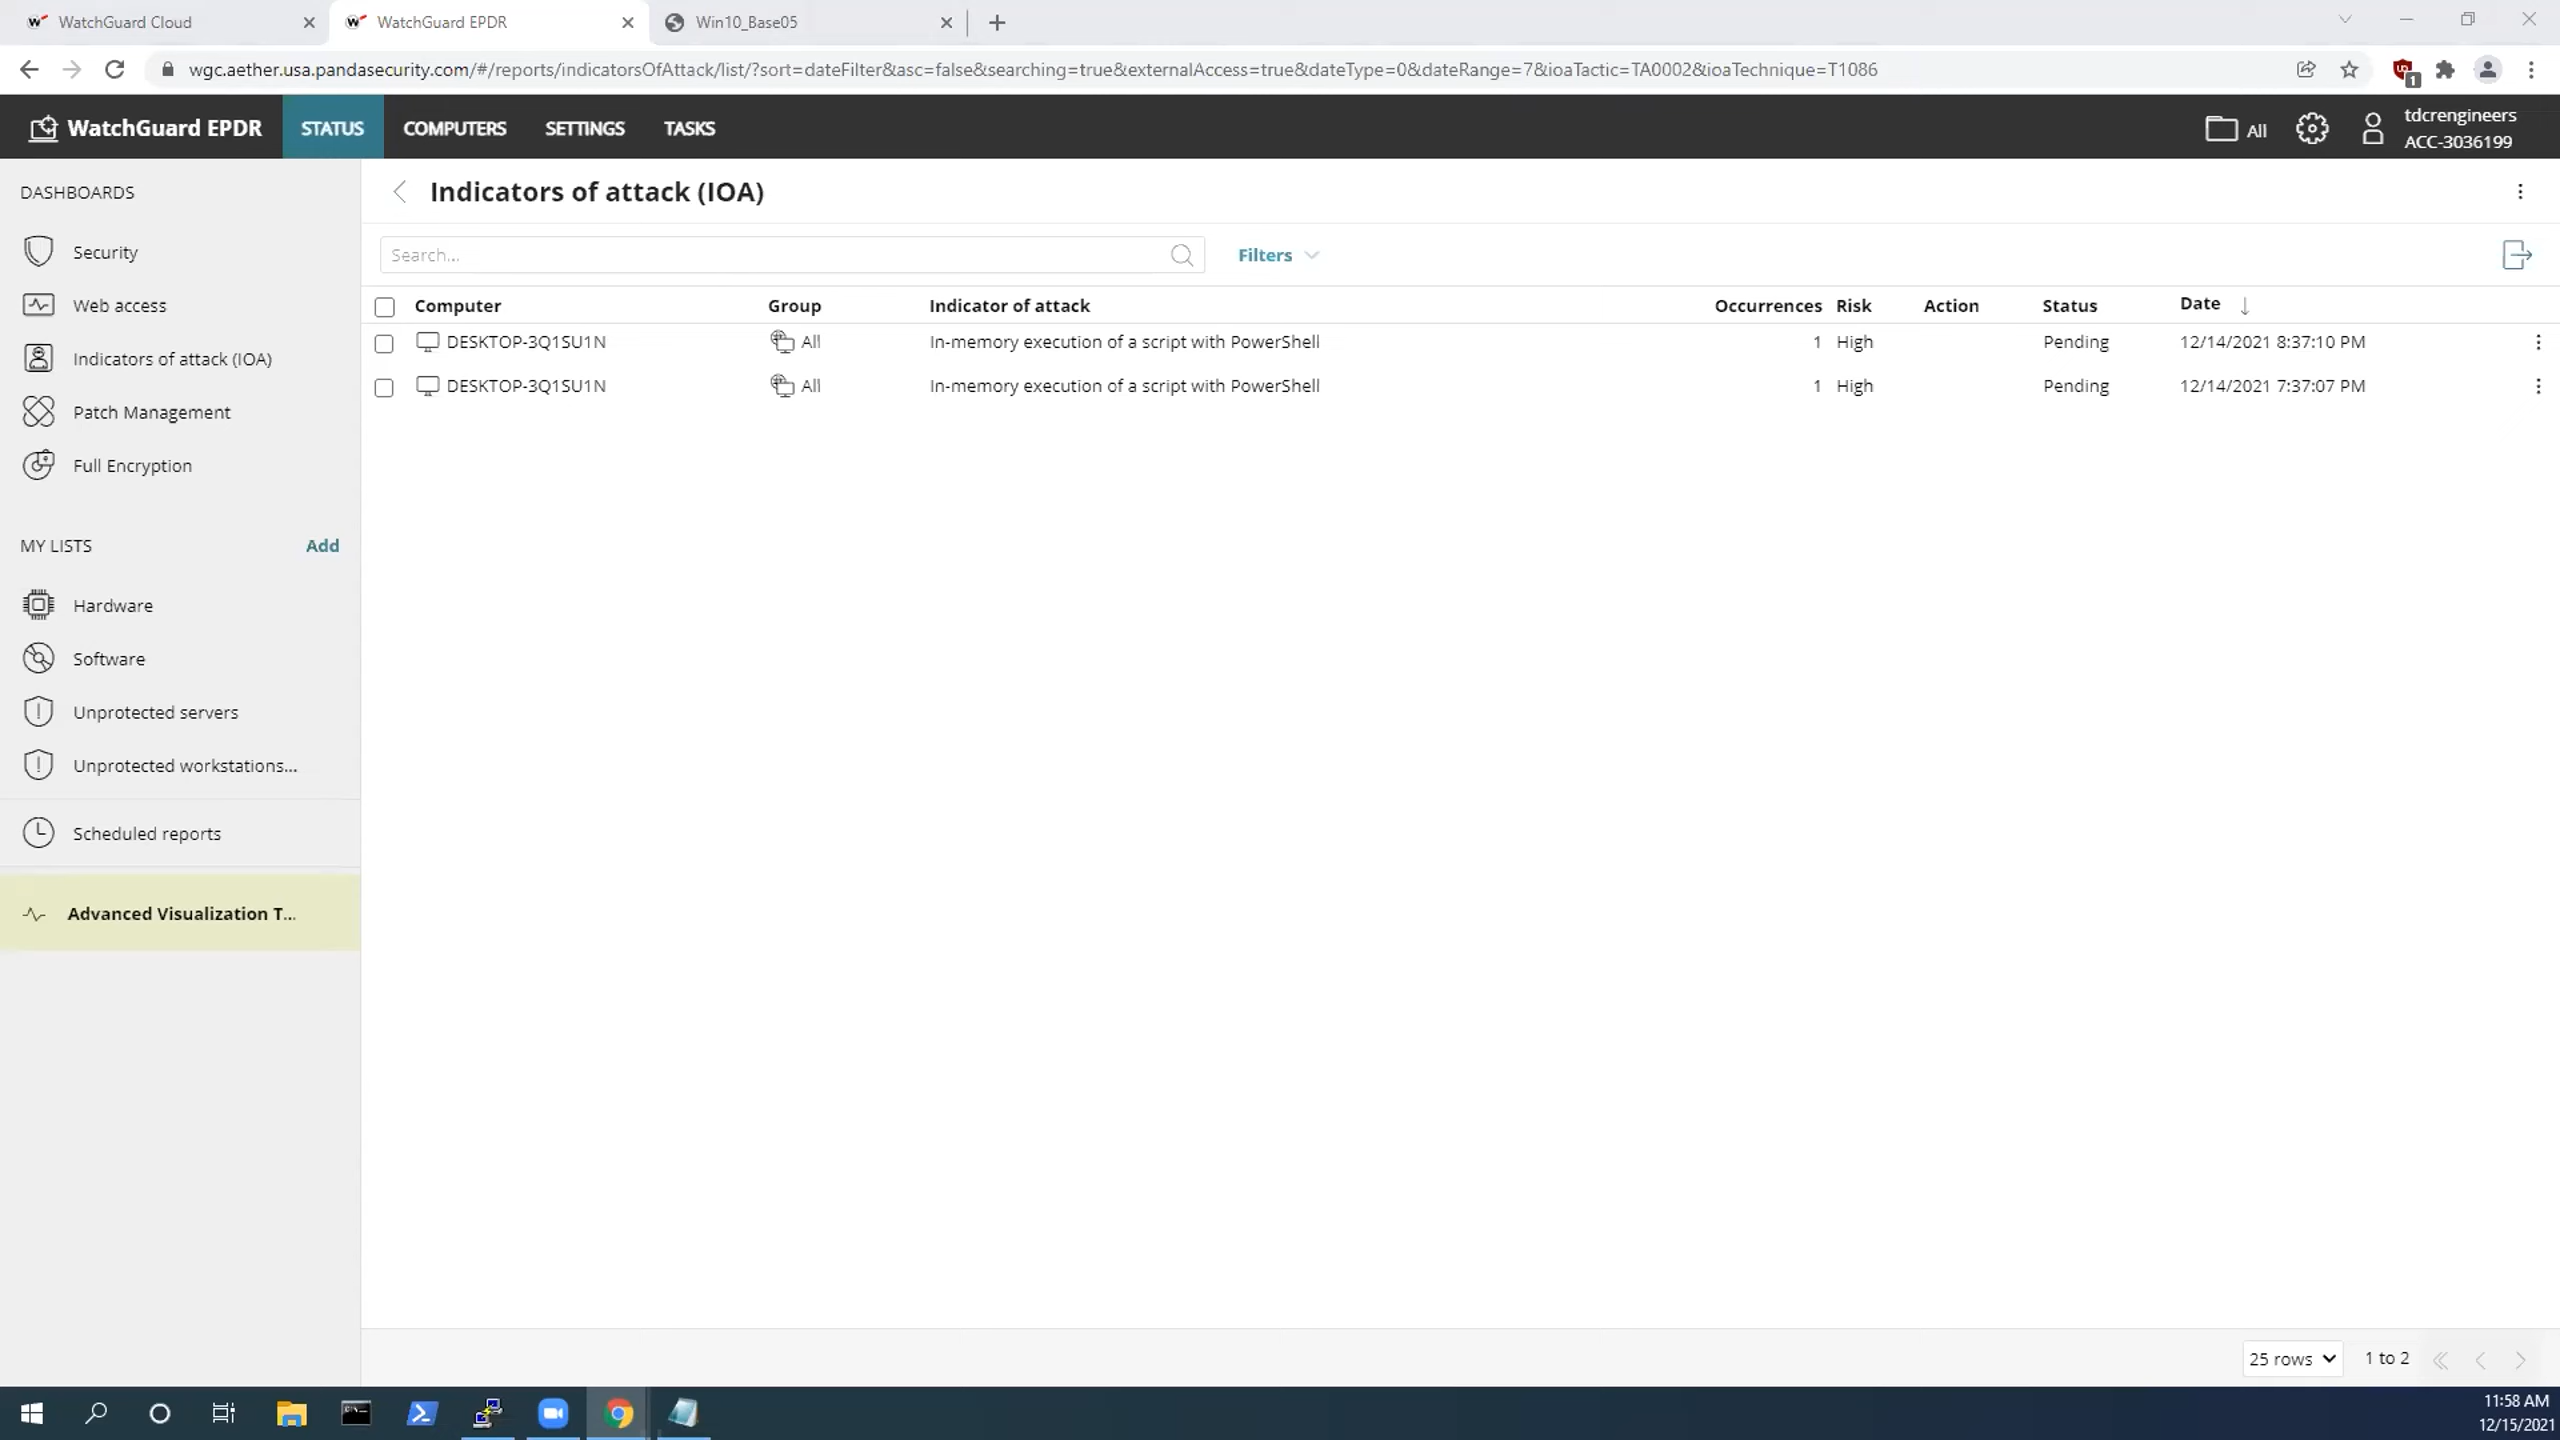 WatchGuard Cloud
WatchGuard EPDR
Win10_Base05
wgc.aether.usa.pandasecurity.com/#/reports/indicatorsOfAttack/list/?sort=dateFilter&asc=false&searching=true&externalAccess=true&dateType=0&dateRange=7&ioaTactic=TA0002&ioaTechnique=T1086
1
WatchGuard EPDR
STATUS
COMPUTERS
SETTINGS
TASKS
All
tdcrengineers
ACC-3036199
DASHBOARDS
Security
Web access
Indicators of attack (IOA)
Patch Management
Full Encryption
MY LISTS
Add
Hardware
Software
Unprotected servers
Unprotected workstations...
Scheduled reports
Advanced Visualization T...
Indicators of attack (IOA)
Search...
Filters
Computer Group Indicator of attack Occurrences Risk Action Status Date
DESKTOP-3Q1SU1N All In-memory execution of a script with PowerShell 1 High Pending 12/14/2021 8:37:10 PM
DESKTOP-3Q1SU1N All In-memory execution of a script with PowerShell 1 High Pending 12/14/2021 7:37:07 PM
25 rows
1 to 2
11:58 AM
12/15/2021